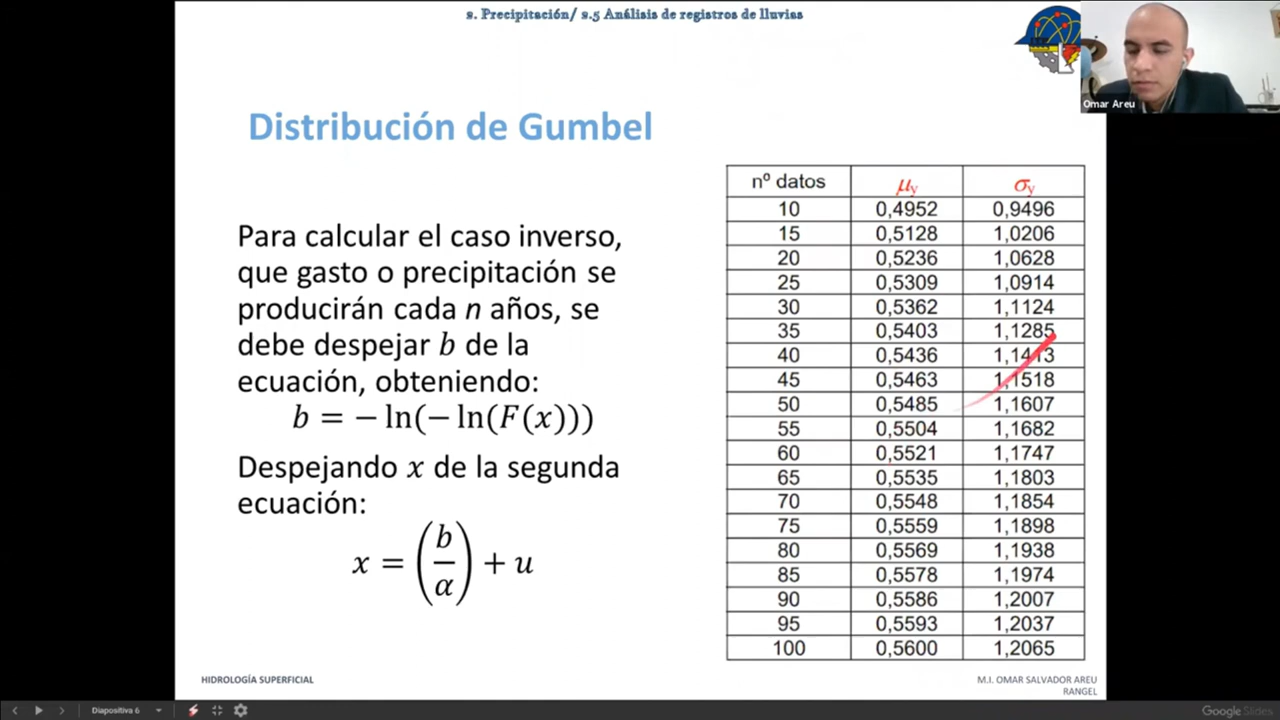 2. Precipitación/ 2.5 Análisis de registros de lluvias
Omar Areu
Distribución de Gumbel
Para calcular el caso inverso,
que gasto o precipitación se
producirán cada n años, se
debe despejar b de la
ecuación, obteniendo:
b = − ln(− ln(F(x)))
Despejando x de la segunda
ecuación:
x = (b/α) + u
nº datos μy σy
10 0,4952 0,9496
15 0,5128 1,0206
20 0,5236 1,0628
25 0,5309 1,0914
30 0,5362 1,1124
35 0,5403 1,1285
40 0,5436 1,1413
45 0,5463 1,1518
50 0,5485 1,1607
55 0,5504 1,1682
60 0,5521 1,1747
65 0,5535 1,1803
70 0,5548 1,1854
75 0,5559 1,1898
80 0,5569 1,1938
85 0,5578 1,1974
90 0,5586 1,2007
95 0,5593 1,2037
100 0,5600 1,2065
HIDROLOGÍA SUPERFICIAL
M.I. OMAR SALVADOR AREU
RANGEL
Diapositiva 6
Google Slides